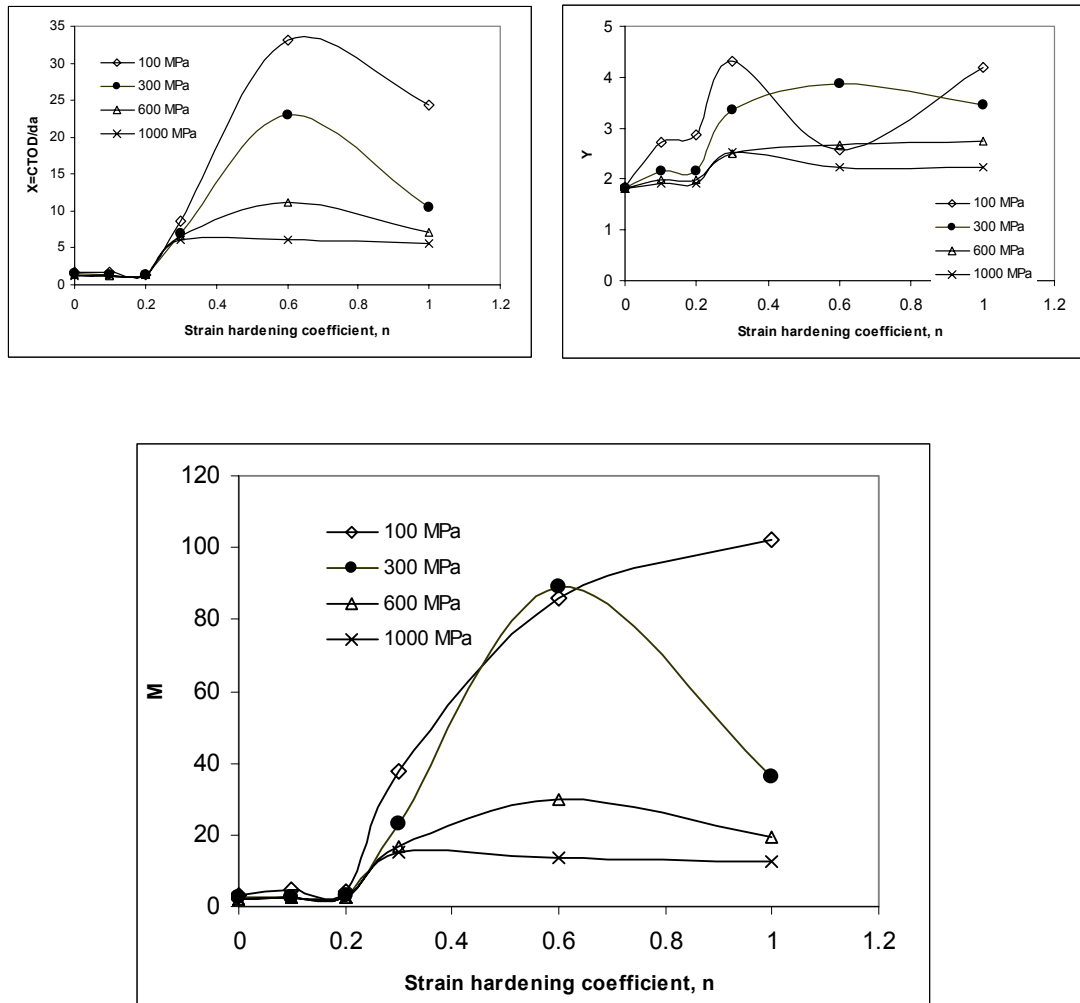 35
30
25
20
15
10
5
0
X=CTOD/da
100 MPa
300 MPa
600 MPa
1000 MPa
0 0.2 0.4 0.6 0.8 1 1.2
Strain hardening coefficient, n
5
4
3
2
1
0
Y
100 MPa
300 MPa
600 MPa
1000 MPa
0 0.2 0.4 0.6 0.8 1 1.2
Strain hardening coefficient, n
120
100
80
60
40
20
0
M
100 MPa
300 MPa
600 MPa
1000 MPa
0 0.2 0.4 0.6 0.8 1 1.2
Strain hardening coefficient, n